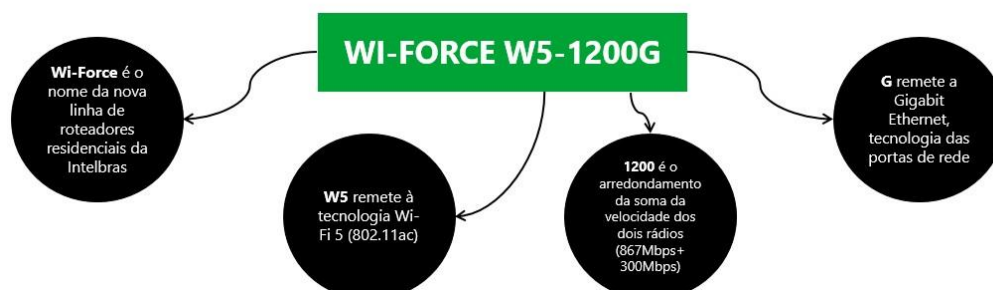 WI-FORCE W5-1200G
Wi-Force é o
nome da nova
linha de
roteadores
residenciais da
Intelbras
W5 remete à
tecnologia Wi-
Fi 5 (802.11ac)
1200 é o
arredondamento
da soma da
velocidade dos
dois rádios
(867Mbps+
300Mbps)
G remete a
Gigabit
Ethernet,
tecnologia das
portas de rede